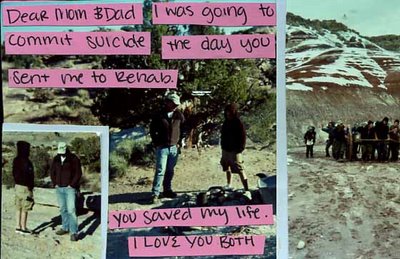 Dear Mom & Dad I was going to
commit suicide the day you
sent me to Rehab.
you saved my life.
I LOVE YOU BOTH